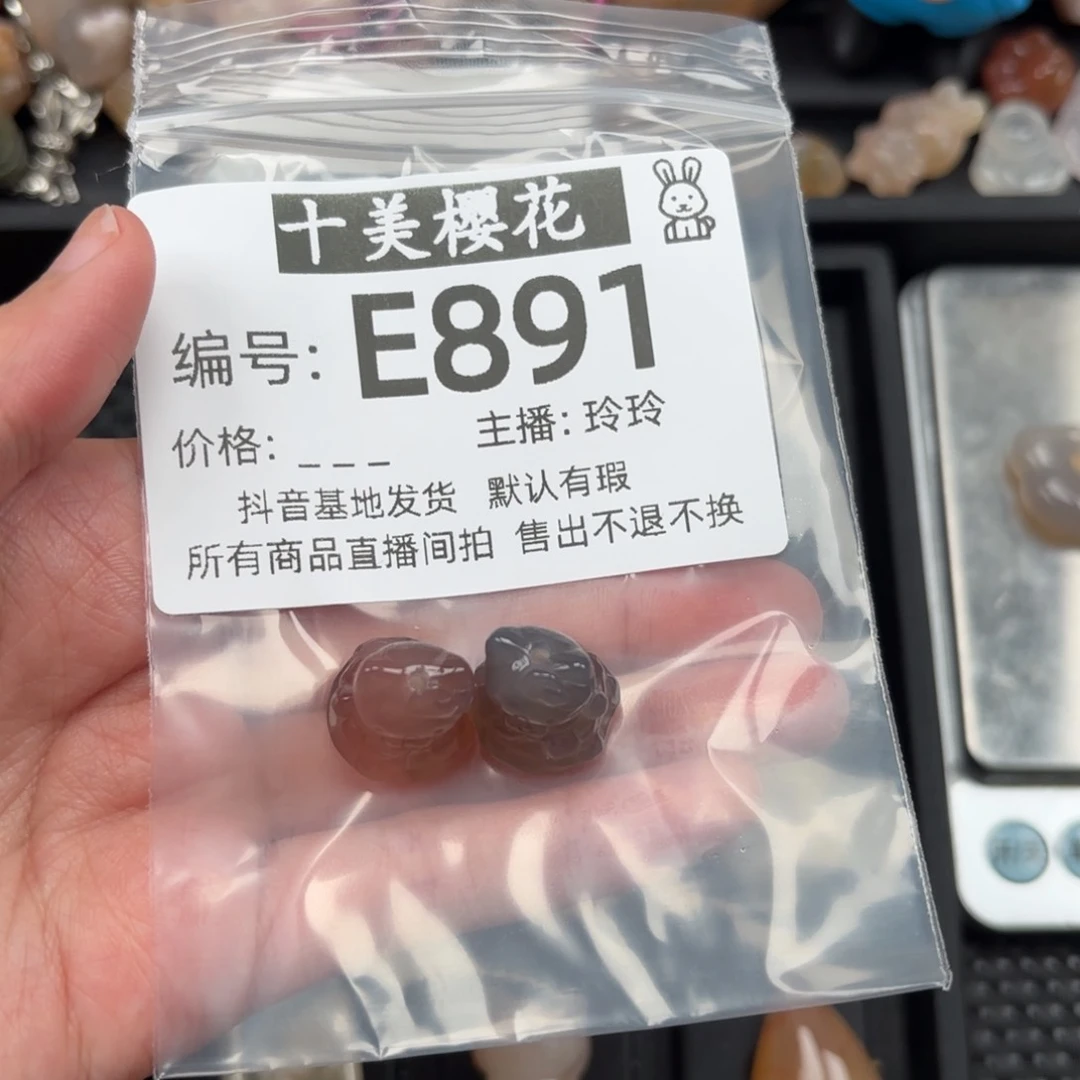 十美樱花
编号: E891
价格: _ _ _ 主播: 玲玲
抖音基地发货 默认有瑕
所有商品直播间拍 售出不退不换